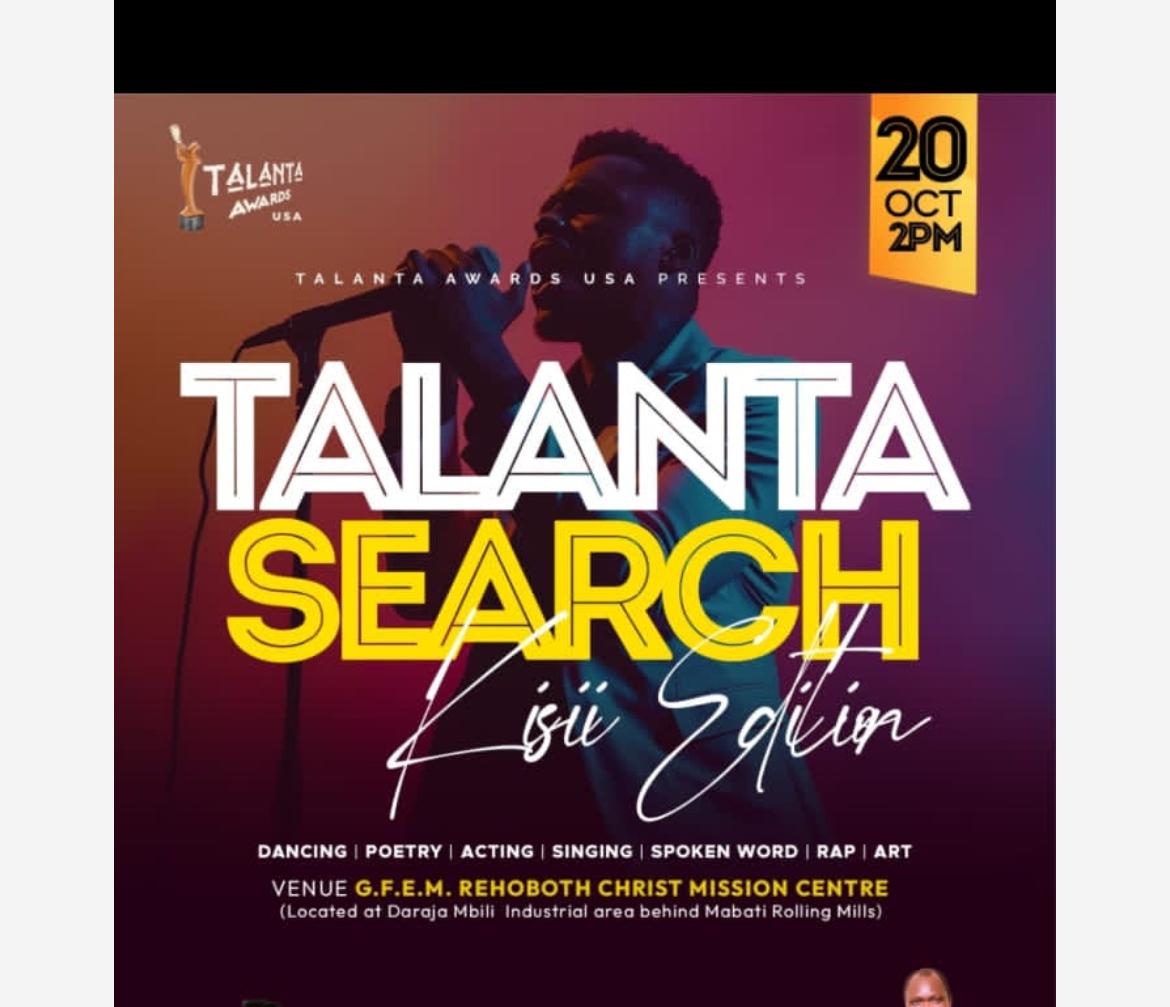 TALANTA
AWARDS
USA
20
OCT
2PM
TALANTA AWARDS USA PRESENTS
TALANTA
SEARCH
Kisii Edition
DANCING | POETRY | ACTING | SINGING | SPOKEN WORD | RAP | ART
VENUE G.F.E.M. REHOBOTH CHRIST MISSION CENTRE
(Located at Daraja Mbili Industrial area behind Mabati Rolling Mills)